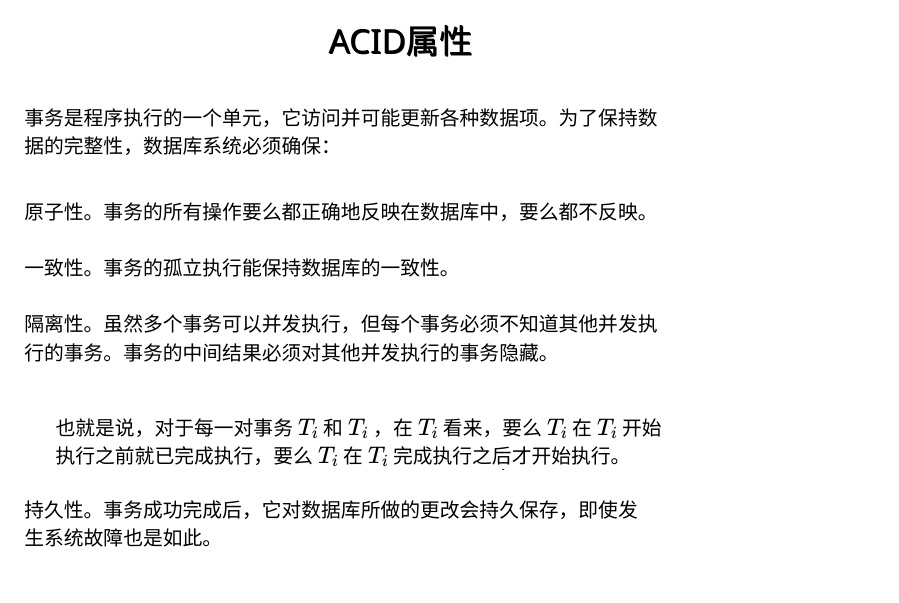 ACID属性
事务是程序执行的一个单元，它访问并可能更新各种数据项。为了保持数
据的完整性，数据库系统必须确保：
原子性。事务的所有操作要么都正确地反映在数据库中，要么都不反映。
一致性。事务的孤立执行能保持数据库的一致性。
隔离性。虽然多个事务可以并发执行，但每个事务必须不知道其他并发执
行的事务。事务的中间结果必须对其他并发执行的事务隐藏。
也就是说，对于每一对事务 Ti 和 Ti ，在 Ti 看来，要么 Ti 在 Ti 开始
执行之前就已完成执行，要么 Ti 在 Ti 完成执行之后才开始执行。
持久性。事务成功完成后，它对数据库所做的更改会持久保存，即使发
生系统故障也是如此。